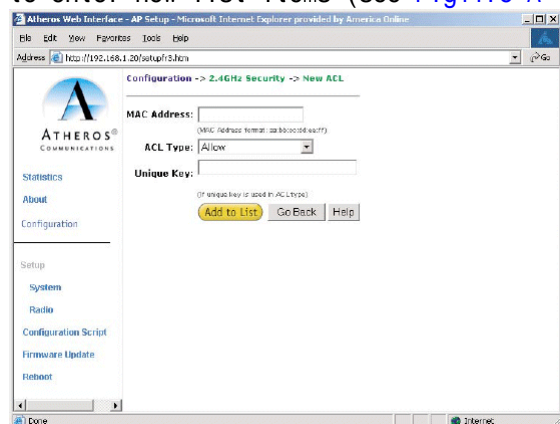 to enter new list items (see Figure A
Atheros Web Interface - AP Setup - Microsoft Internet Explorer provided by America Online
File Edit View Favorites Tools Help
Address http://192.168.1.20/setupfr3.htm Go
Configuration -> 2.4GHz Security -> New ACL
MAC Address:
(MAC Address format: aa:bb:cc:dd:ee:ff)
ATHEROS®
COMMUNICATIONS
ACL Type: Allow
Unique Key:
(If unique key is used in ACL type)
Add to List Go Back Help
Statistics
About
Configuration
Setup
System
Radio
Configuration Script
Firmware Update
Reboot
Done Internet